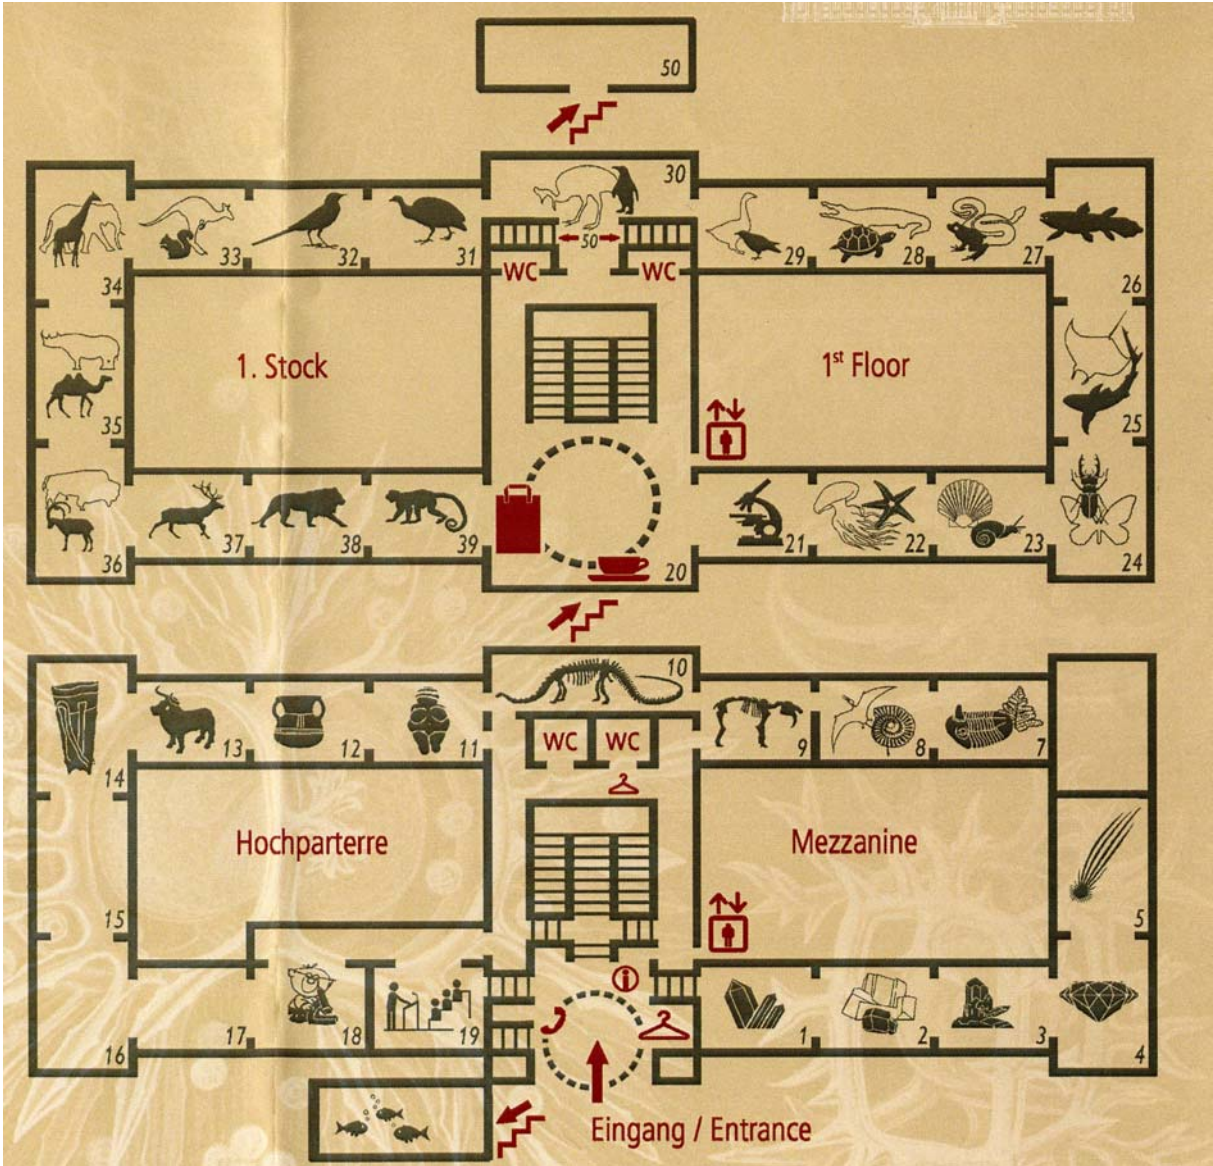 50
30
33 32 31 ←50→ 29 28 27
WC WC
34 26
1. Stock 1st Floor
35 25
36 37 38 39 20 21 22 23 24
10
13 12 11 9 8 7
WC WC
14
Hochparterre Mezzanine
15 5
i
16 17 18 19 1 2 3 4
Eingang / Entrance